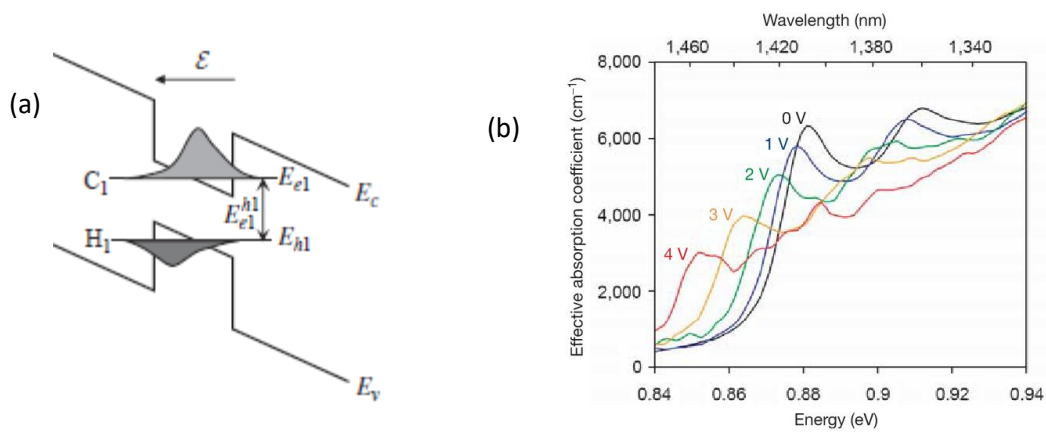 (a)
ℰ
C₁
Eₑ₁
E_c
Eₑ₁ʰ¹
H₁
Eₕ₁
Eᵥ
(b)
Wavelength (nm)
1,460 1,420 1,380 1,340
Effective absorption coefficient (cm⁻¹)
8,000
6,000
4,000
2,000
0
0 V
1 V
2 V
3 V
4 V
0.84 0.86 0.88 0.9 0.92 0.94
Energy (eV)